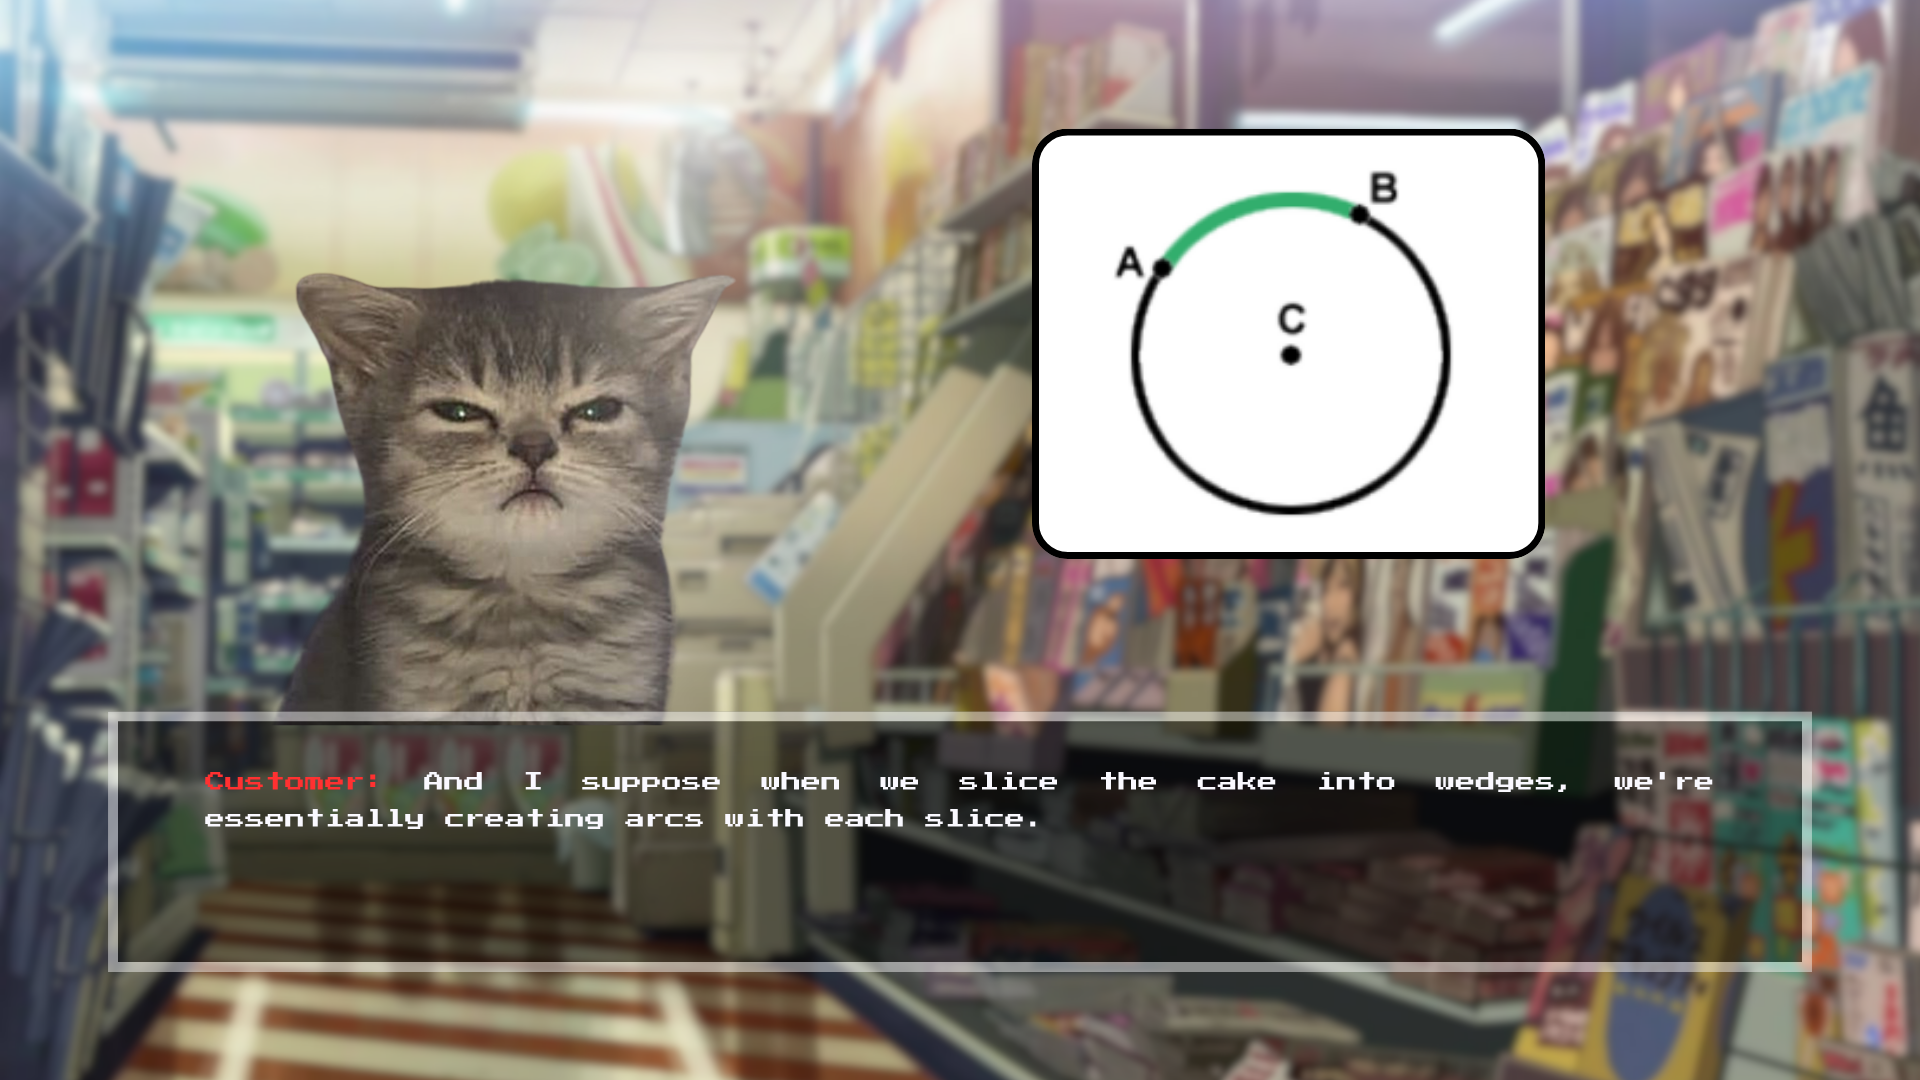 B
A
C
Customer: And I suppose when we slice the cake into wedges, we're
essentially creating arcs with each slice.